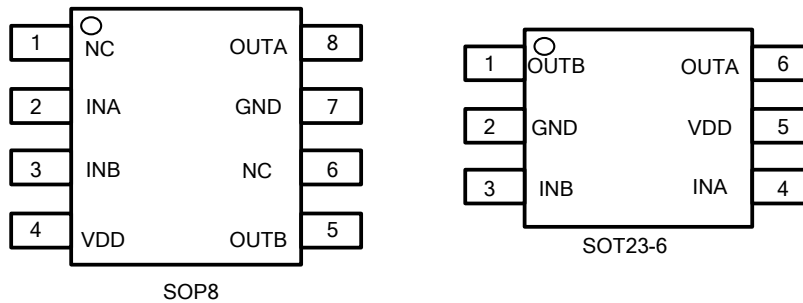 1 NC OUTA 8
2 INA GND 7
3 INB NC 6
4 VDD OUTB 5
SOP8
1 OUTB OUTA 6
2 GND VDD 5
3 INB INA 4
SOT23-6